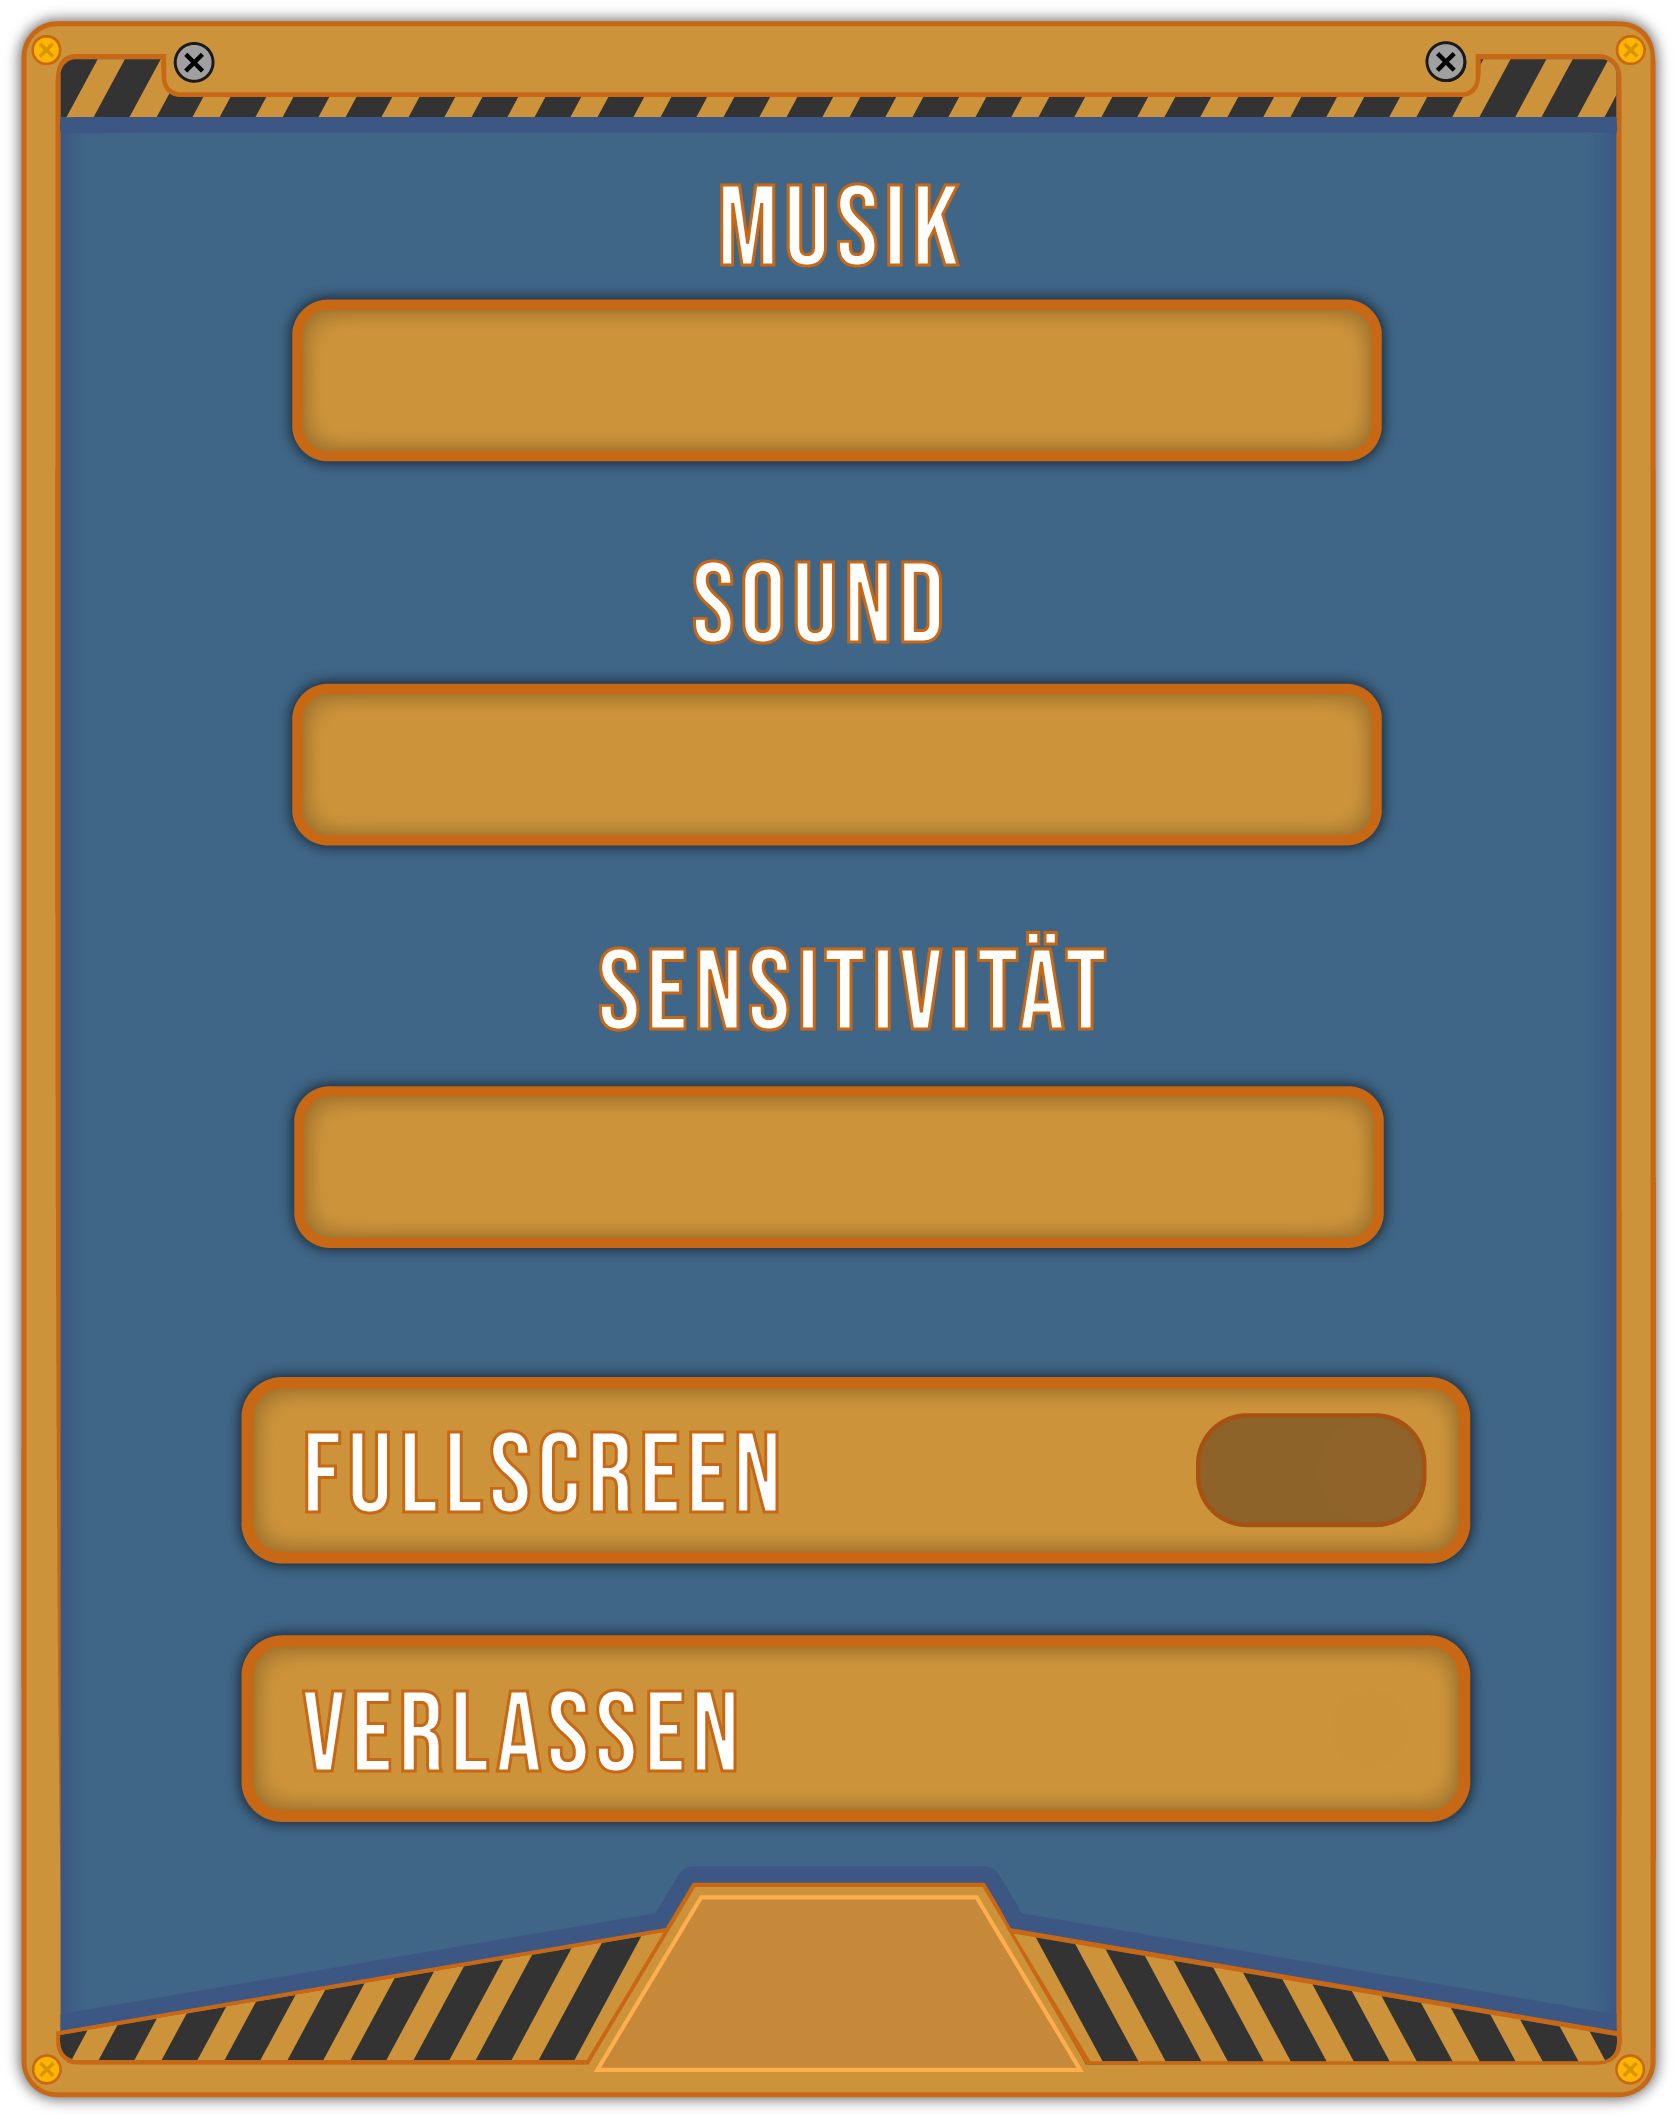 MUSIK
SOUND
SENSITIVITÄT
FULLSCREEN
VERLASSEN